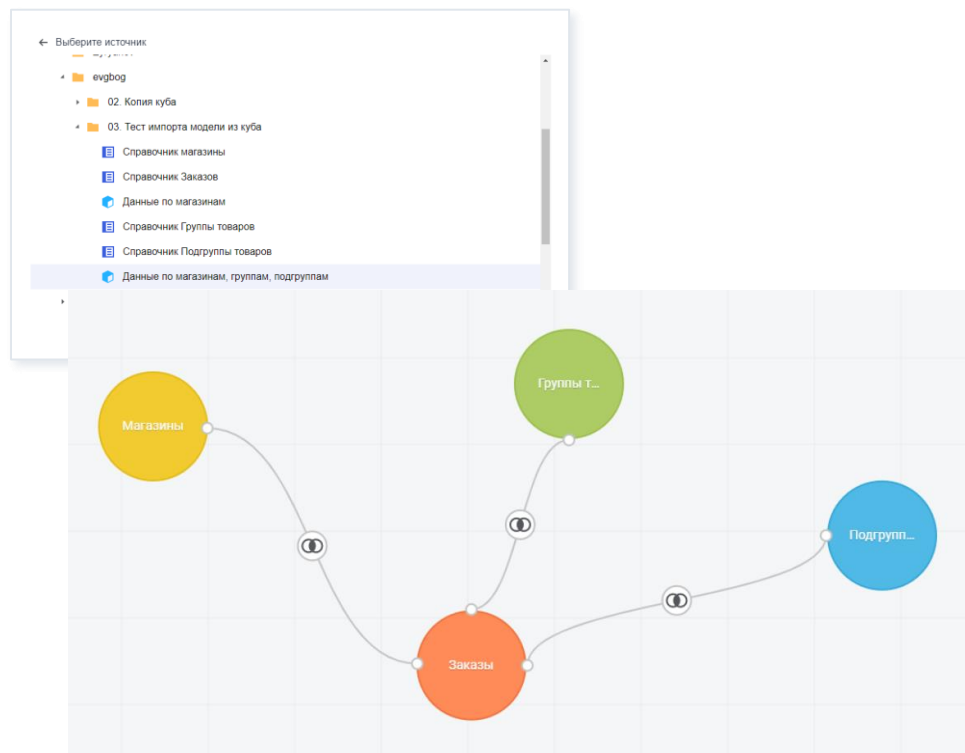 ← Выберите источник
evgbog
02. Копия куба
03. Тест импорта модели из куба
Справочник магазины
Справочник Заказов
Данные по магазинам
Справочник Группы товаров
Справочник Подгруппы товаров
Данные по магазинам, группам, подгруппам
Группы т...
Магазины
Подгрупп...
Заказы